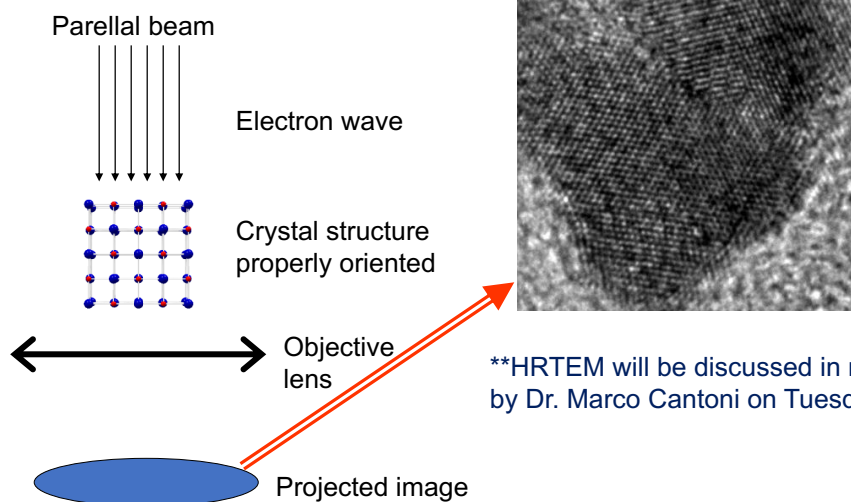 Parellal beam
Electron wave
Crystal structure
properly oriented
Objective
lens
**HRTEM will be discussed in
by Dr. Marco Cantoni on
Projected image